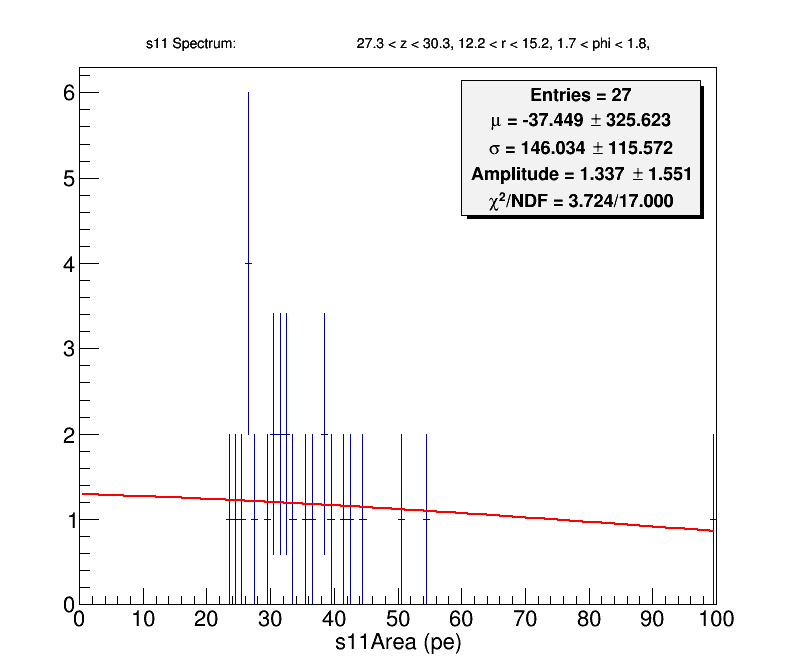 s11 Spectrum: 27.3 < z < 30.3, 12.2 < r < 15.2, 1.7 < phi < 1.8,
Entries = 27
μ = -37.449 ± 325.623
σ = 146.034 ± 115.572
Amplitude = 1.337 ± 1.551
χ²/NDF = 3.724/17.000
6
5
4
3
2
1
0
0 10 20 30 40 50 60 70 80 90 100
s11Area (pe)